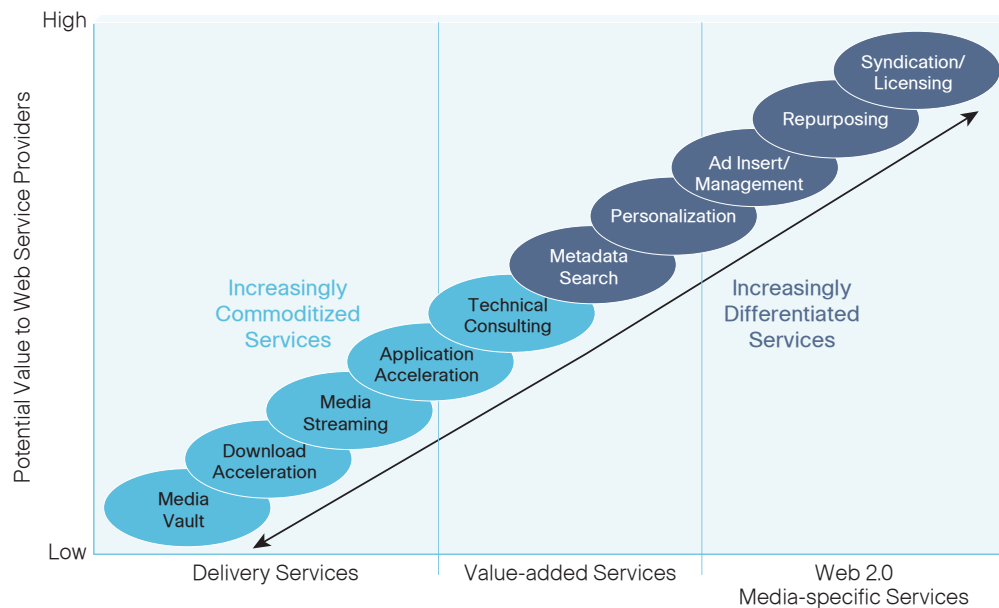 High
Potential Value to Web Service Providers
Low
Syndication/
Licensing
Repurposing
Ad Insert/
Management
Personalization
Metadata
Search
Technical
Consulting
Application
Acceleration
Media
Streaming
Download
Acceleration
Media
Vault
Increasingly
Commoditized
Services
Increasingly
Differentiated
Services
Delivery Services
Value-added Services
Web 2.0
Media-specific Services